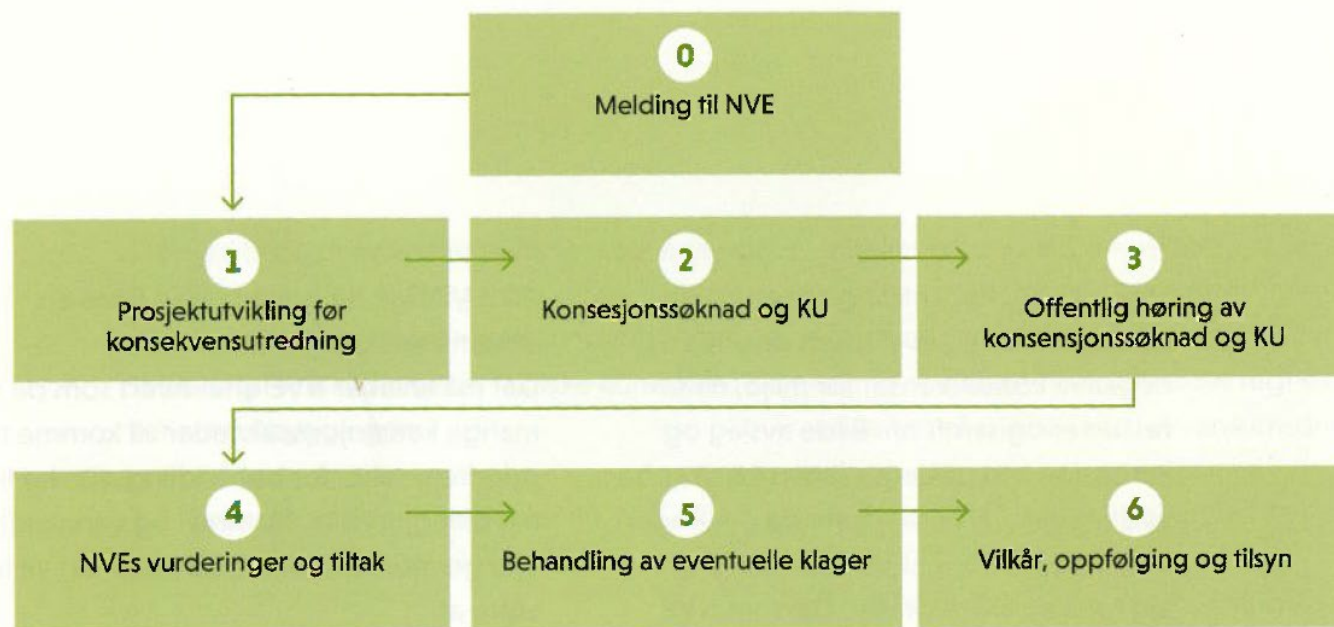 0
Melding til NVE
1
Prosjektutvikling før
konsekvensutredning
2
Konsesjonssøknad og KU
3
Offentlig høring av
konsensjonssøknad og KU
4
NVEs vurderinger og tiltak
5
Behandling av eventuelle klager
6
Vilkår, oppfølging og tilsyn